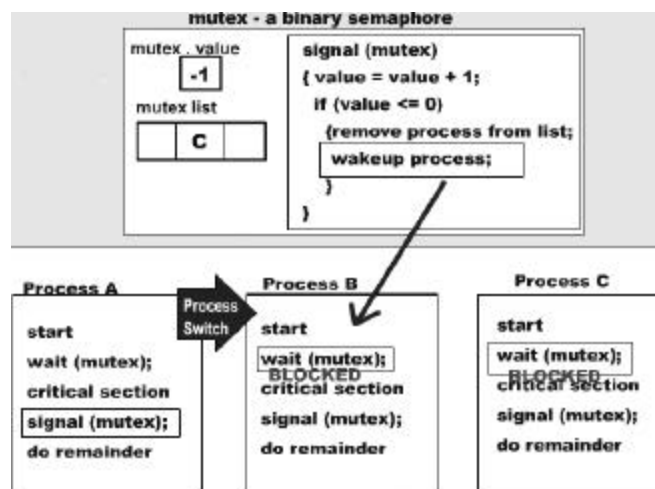 mutex - a binary semaphore
mutex . value
-1
mutex list
C
signal (mutex)
{ value = value + 1;
if (value <= 0)
{remove process from list;
wakeup process;
}
}
Process A
start
wait (mutex);
critical section
signal (mutex);
do remainder
Process
Switch
Process B
start
wait (mutex);
BLOCKED
critical section
signal (mutex);
do remainder
Process C
start
wait (mutex);
BLOCKED
critical section
signal (mutex);
do remainder